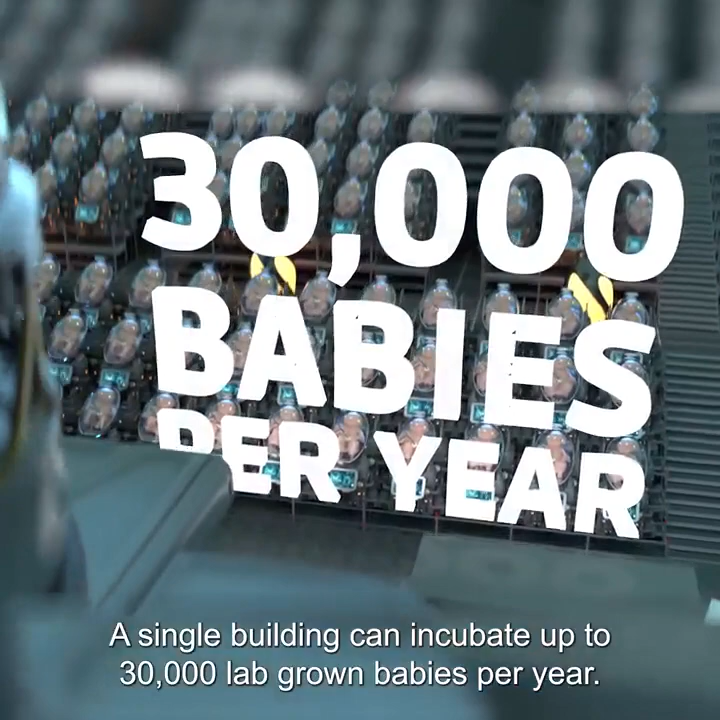 30,000
BABIES
PER YEAR
A single building can incubate up to
30,000 lab grown babies per year.